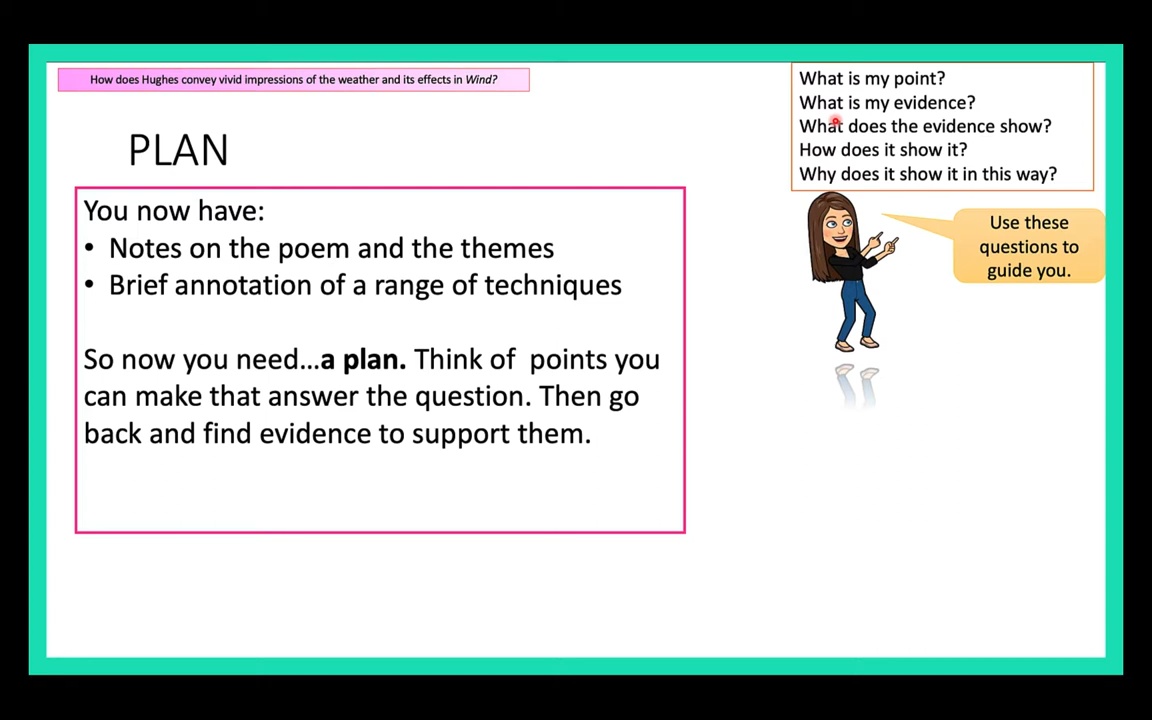 How does Hughes convey vivid impressions of the weather and its effects in Wind?
What is my point?
What is my evidence?
What does the evidence show?
How does it show it?
Why does it show it in this way?
PLAN
You now have:
• Notes on the poem and the themes
• Brief annotation of a range of techniques
So now you need...a plan. Think of points you
can make that answer the question. Then go
back and find evidence to support them.
Use these
questions to
guide you.